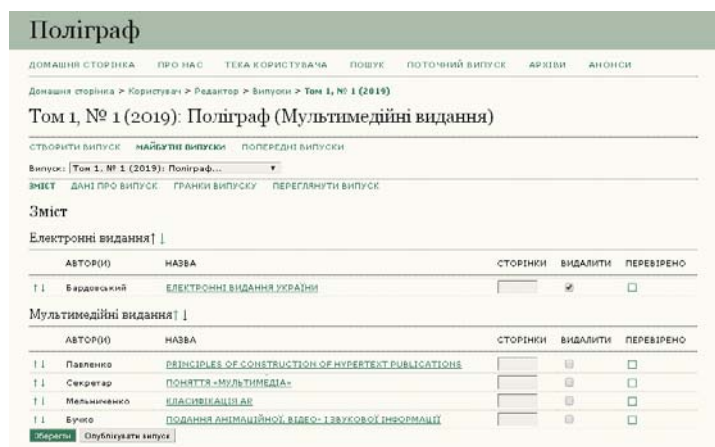 Поліграф
ДОМАШНЯ СТОРІНКА ПРО НАС ТЕКА КОРИСТУВАЧА ПОШУК ПОТОЧНИЙ ВИПУСК АРХІВИ АНОНСИ
Домашня сторінка > Користувач > Редактор > Випуски > Том 1, № 1 (2019)
Том 1, № 1 (2019): Поліграф (Мультимедійні видання)
СТВОРИТИ ВИПУСК МАЙБУТНІ ВИПУСКИ ПОПЕРЕДНІ ВИПУСКИ
Випуск: Том 1, № 1 (2019): Поліграф...
ЗМІСТ ДАНІ ПРО ВИПУСК ГРАНКИ ВИПУСКУ ПЕРЕГЛЯНУТИ ВИПУСК
Зміст
Електронні видання↑ ↓
АВТОР(И) НАЗВА СТОРІНКИ ВИДАЛИТИ ПЕРЕВІРЕНО
↑ ↓ Бардовський ЕЛЕКТРОННІ ВИДАННЯ УКРАЇНИ
Мультимедійні видання↑ ↓
АВТОР(И) НАЗВА СТОРІНКИ ВИДАЛИТИ ПЕРЕВІРЕНО
↑ ↓ Павленко PRINCIPLES OF CONSTRUCTION OF HYPERTEXT PUBLICATIONS
↑ ↓ Секретар ПОНЯТТЯ «МУЛЬТИМЕДІА»
↑ ↓ Мельниченко КЛАСИФІКАЦІЯ AR
↑ ↓ Бучко ПОДАННЯ АНІМАЦІЙНОЇ, ВІДЕО- І ЗВУКОВОЇ ІНФОРМАЦІЇ
Зберегти Опублікувати випуск